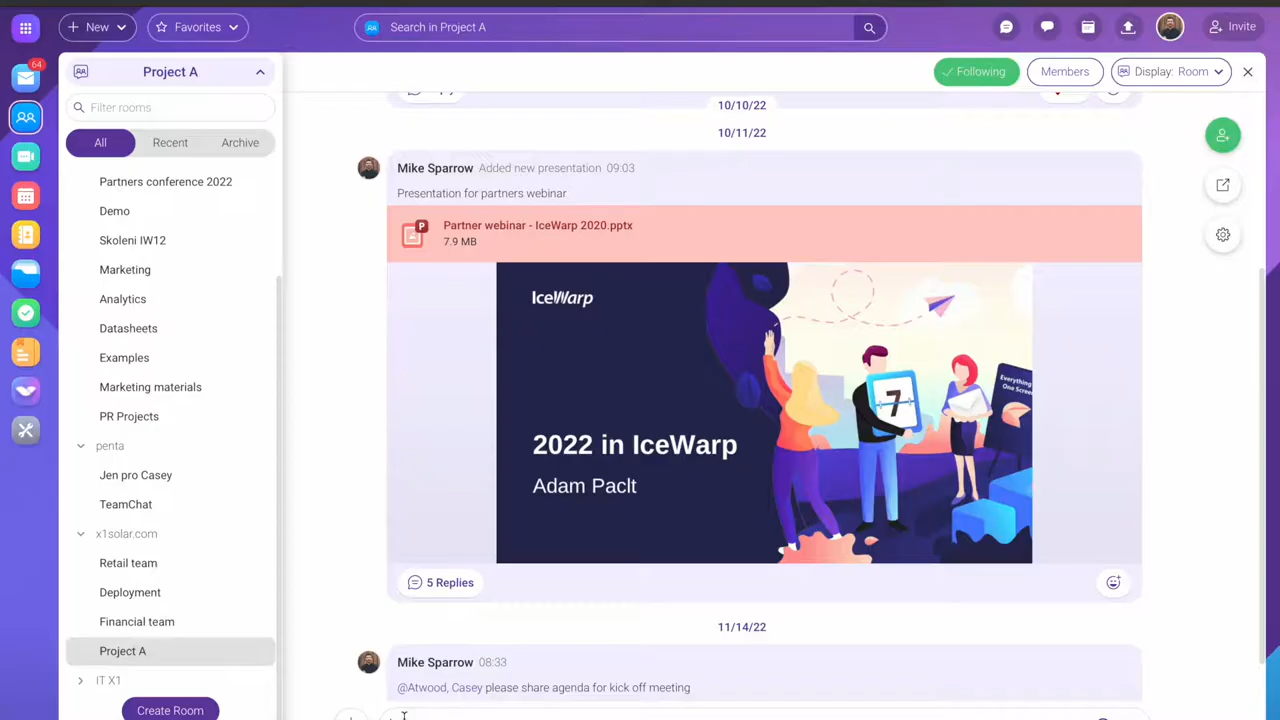 New
Favorites
Search in Project A
Invite
64
Project A
Filter rooms
All
Recent
Archive
Partners conference 2022
Demo
Skoleni IW12
Marketing
Analytics
Datasheets
Examples
Marketing materials
PR Projects
penta
Jen pro Casey
TeamChat
x1solar.com
Retail team
Deployment
Financial team
Project A
IT X1
Create Room
Following
Members
Display: Room
10/10/22
10/11/22
Mike Sparrow Added new presentation 09:03
Presentation for partners webinar
P
Partner webinar - IceWarp 2020.pptx
7.9 MB
IceWarp
7
Everything
One Screen
2022 in IceWarp
Adam Paclt
5 Replies
11/14/22
Mike Sparrow 08:33
@Atwood, Casey please share agenda for kick off meeting